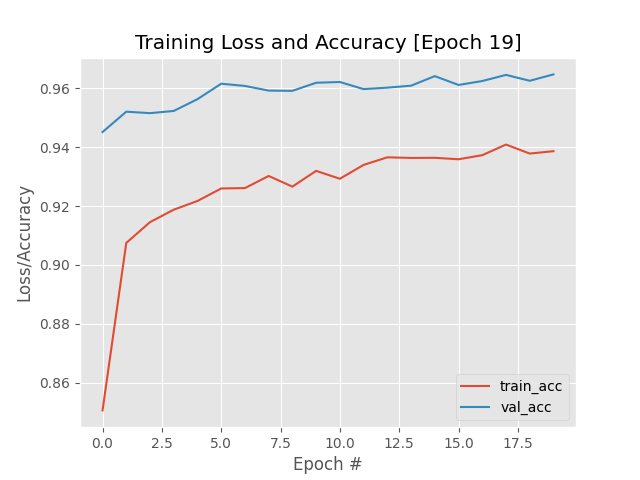 Training Loss and Accuracy [Epoch 19]
0.96
0.94
0.92
0.90
0.88
0.86
Loss/Accuracy
train_acc
val_acc
0.0 2.5 5.0 7.5 10.0 12.5 15.0 17.5
Epoch #